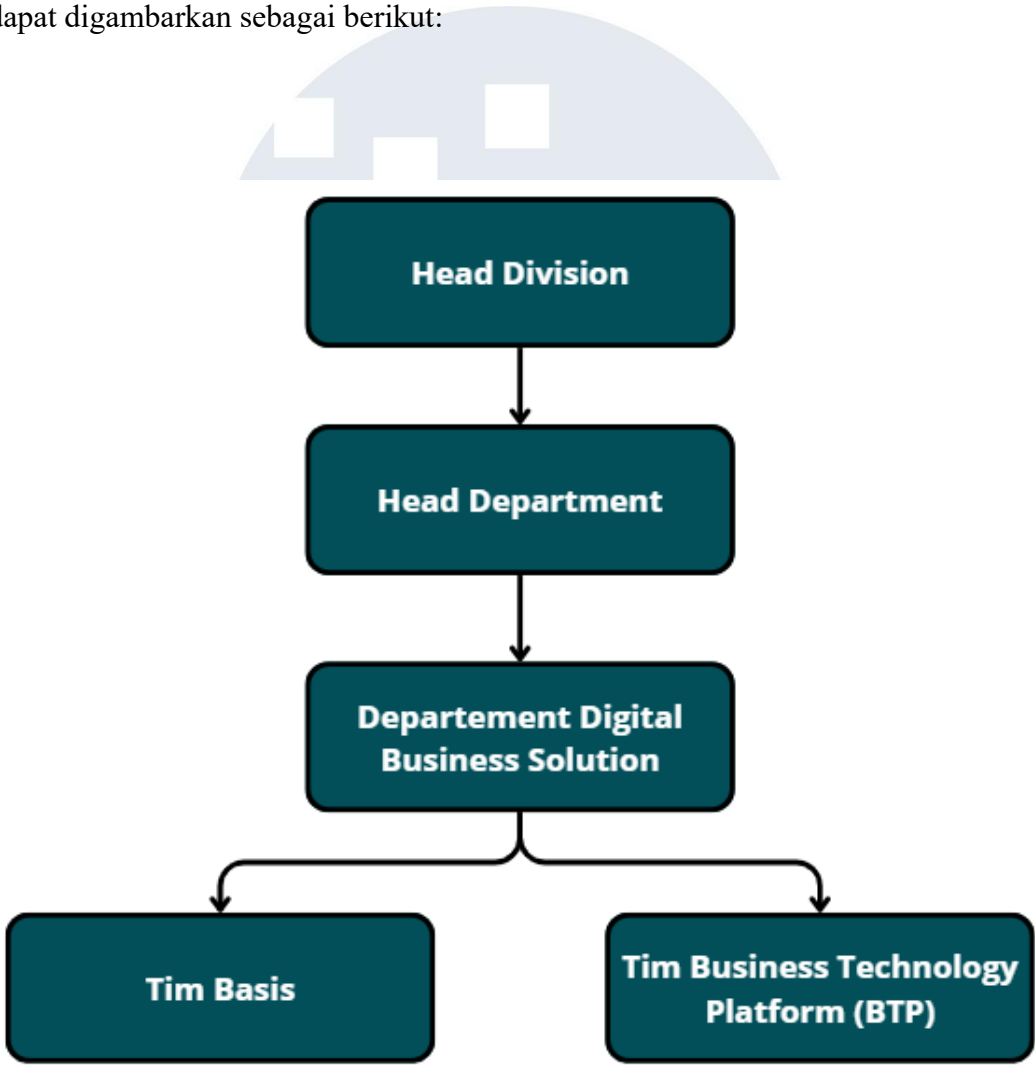 dapat digambarkan sebagai berikut:
Head Division
Head Department
Departement Digital
Business Solution
Tim Basis
Tim Business Technology
Platform (BTP)